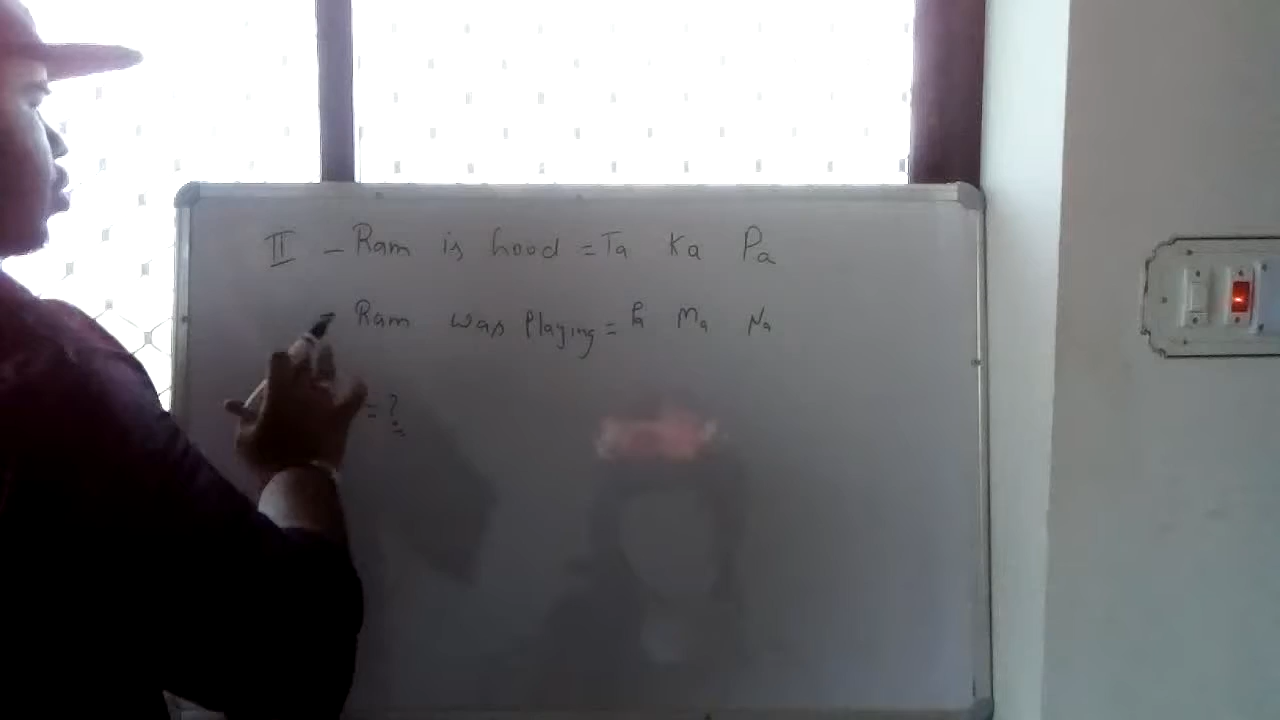 II - Ram is hood = Ta Ka Pa
- Ram was Playing = Pa Ma Na
= ?